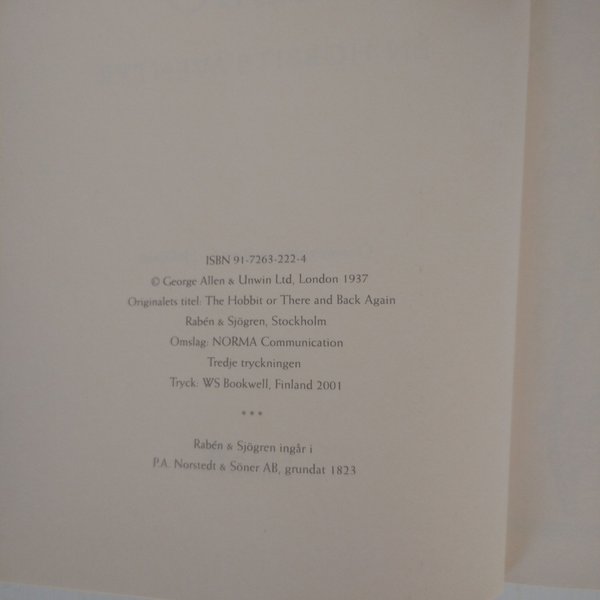 ISBN 91-7263-222-4
© George Allen & Unwin Ltd, London 1937
Originalets titel: The Hobbit or There and Back Again
Rabén & Sjögren, Stockholm
Omslag: NORMA Communication
Tredje tryckningen
Tryck: WS Bookwell, Finland 2001
***
Rabén & Sjögren ingår i
P.A. Norstedt & Söner AB, grundat 1823